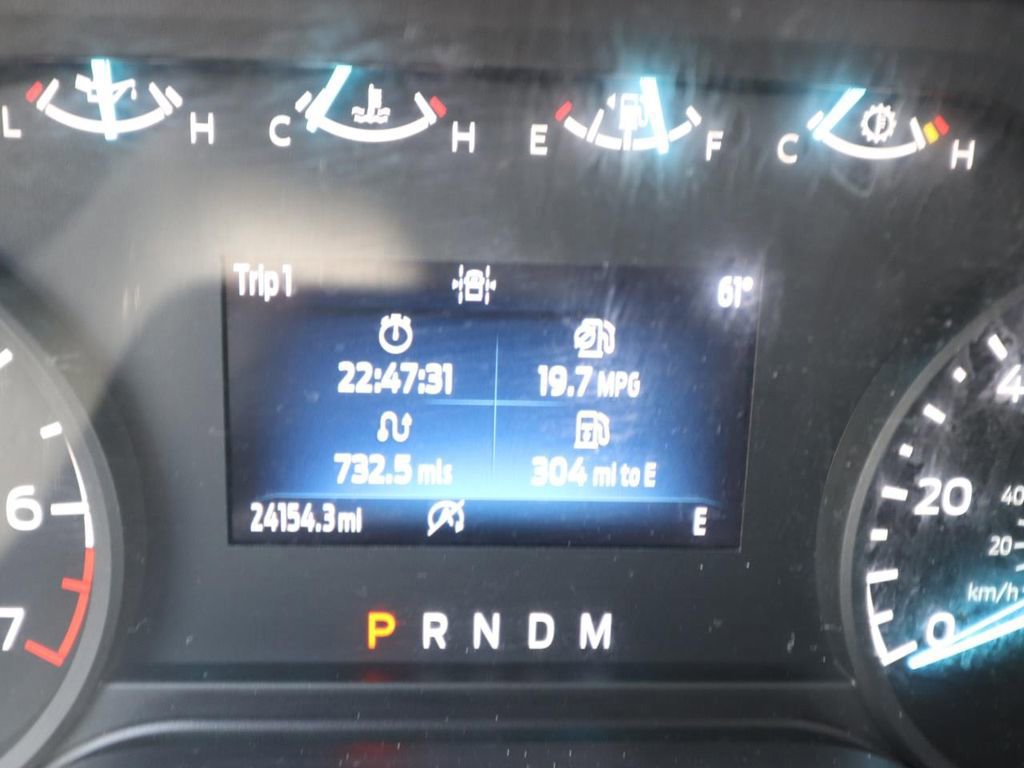 L H C H E F C H
Trip 1 61°
22:47:31 19.7 MPG
732.5 mls 304 mi to E
24154.3 mi E
P R N D M
6
7
4
20
0
40
20
km/h